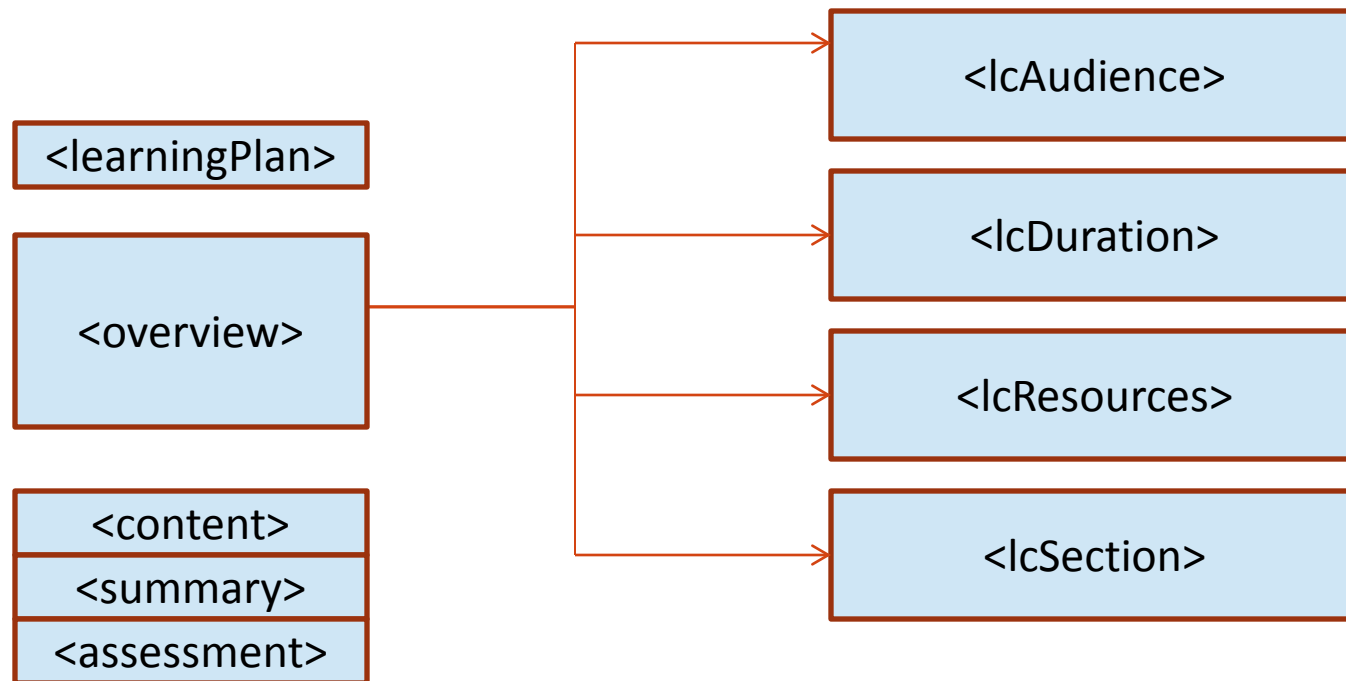 <learningPlan>
<overview>
<content>
<summary>
<assessment>
<lcAudience>
<lcDuration>
<lcResources>
<lcSection>